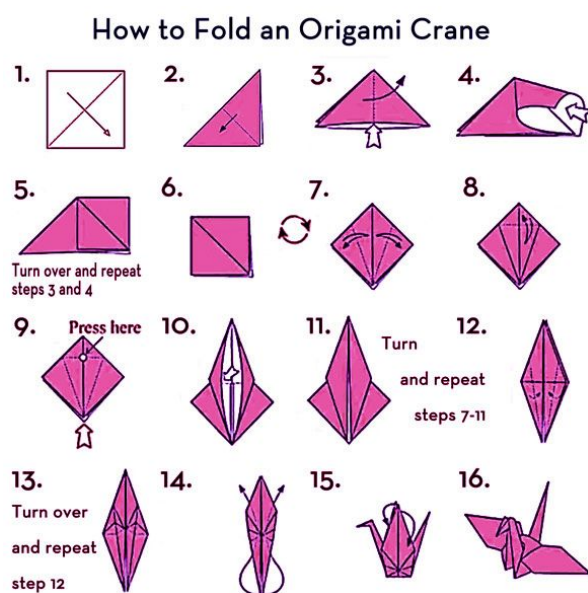 How to Fold an Origami Crane
1.
2.
3.
4.
5.
Turn over and repeat
steps 3 and 4
6.
7.
8.
9.
Press here
10.
11.
Turn
and repeat
steps 7-11
12.
13.
Turn over
and repeat
step 12
14.
15.
16.